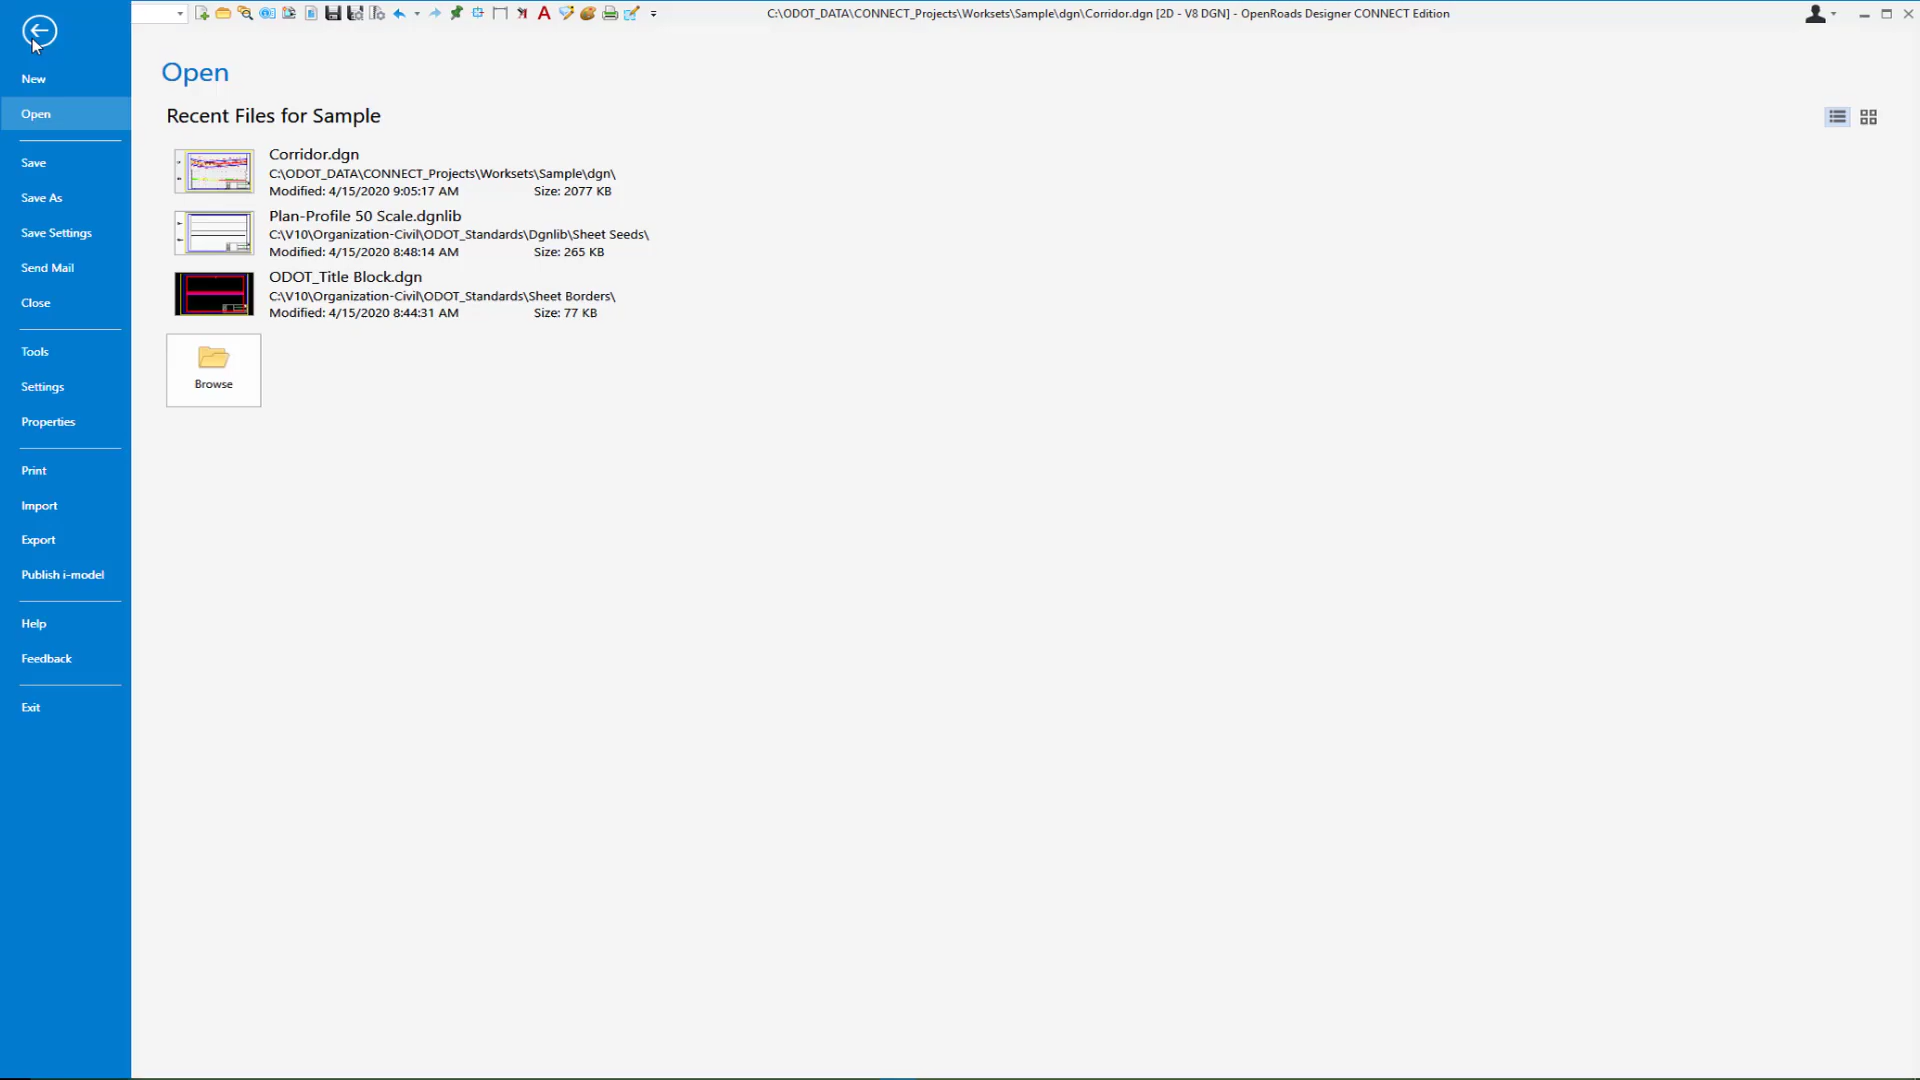 C:\ODOT_DATA\CONNECT_Projects\Worksets\Sample\dgn\Corridor.dgn [2D - V8 DGN] - OpenRoads Designer CONNECT Edition
New
Open
Save
Save As
Save Settings
Send Mail
Close
Tools
Settings
Properties
Print
Import
Export
Publish i-model
Help
Feedback
Exit
Open
Recent Files for Sample
Corridor.dgn
C:\ODOT_DATA\CONNECT_Projects\Worksets\Sample\dgn\
Modified: 4/15/2020 9:05:17 AM Size: 2077 KB
Plan-Profile 50 Scale.dgnlib
C:\V10\Organization-Civil\ODOT_Standards\Dgnlib\Sheet Seeds\
Modified: 4/15/2020 8:48:14 AM Size: 265 KB
ODOT_Title Block.dgn
C:\V10\Organization-Civil\ODOT_Standards\Sheet Borders\
Modified: 4/15/2020 8:44:31 AM Size: 77 KB
Browse